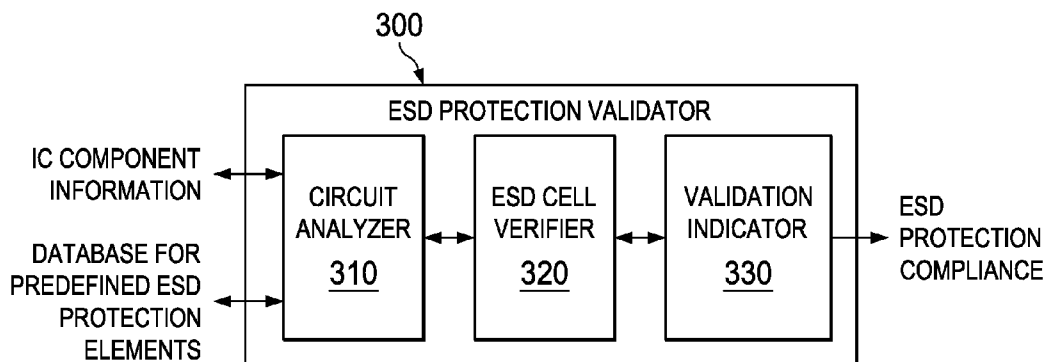 300
ESD PROTECTION VALIDATOR
IC COMPONENT
INFORMATION
DATABASE FOR
PREDEFINED ESD
PROTECTION
ELEMENTS
CIRCUIT
ANALYZER
310
ESD CELL
VERIFIER
320
VALIDATION
INDICATOR
330
ESD
PROTECTION
COMPLIANCE